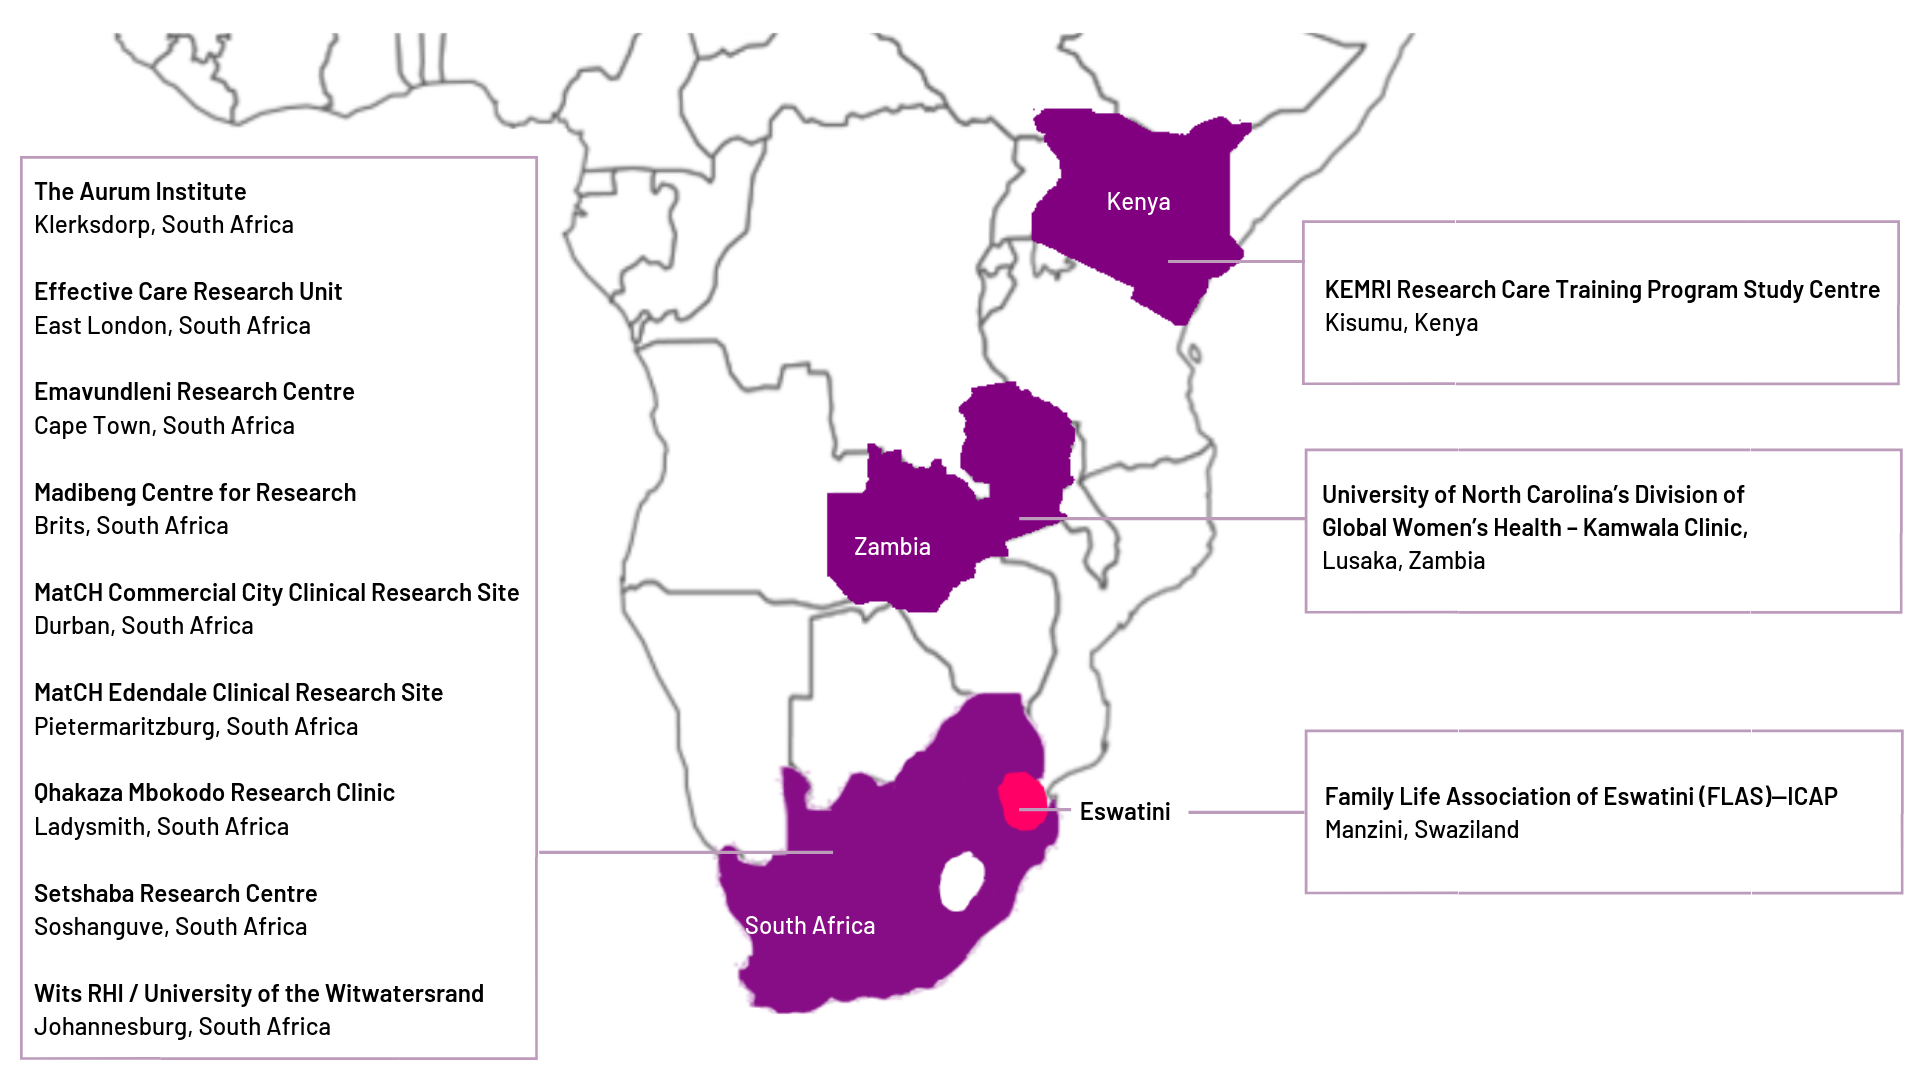 The Aurum Institute
Klerksdorp, South Africa
Effective Care Research Unit
East London, South Africa
Emavundleni Research Centre
Cape Town, South Africa
Madibeng Centre for Research
Brits, South Africa
MatCH Commercial City Clinical Research Site
Durban, South Africa
MatCH Edendale Clinical Research Site
Pietermaritzburg, South Africa
Qhakaza Mbokodo Research Clinic
Ladysmith, South Africa
Setshaba Research Centre
Soshanguve, South Africa
Wits RHI / University of the Witwatersrand
Johannesburg, South Africa
Kenya
Zambia
South Africa
Eswatini
KEMRI Research Care Training Program Study Centre
Kisumu, Kenya
University of North Carolina’s Division of
Global Women’s Health – Kamwala Clinic,
Lusaka, Zambia
Family Life Association of Eswatini (FLAS)—ICAP
Manzini, Swaziland